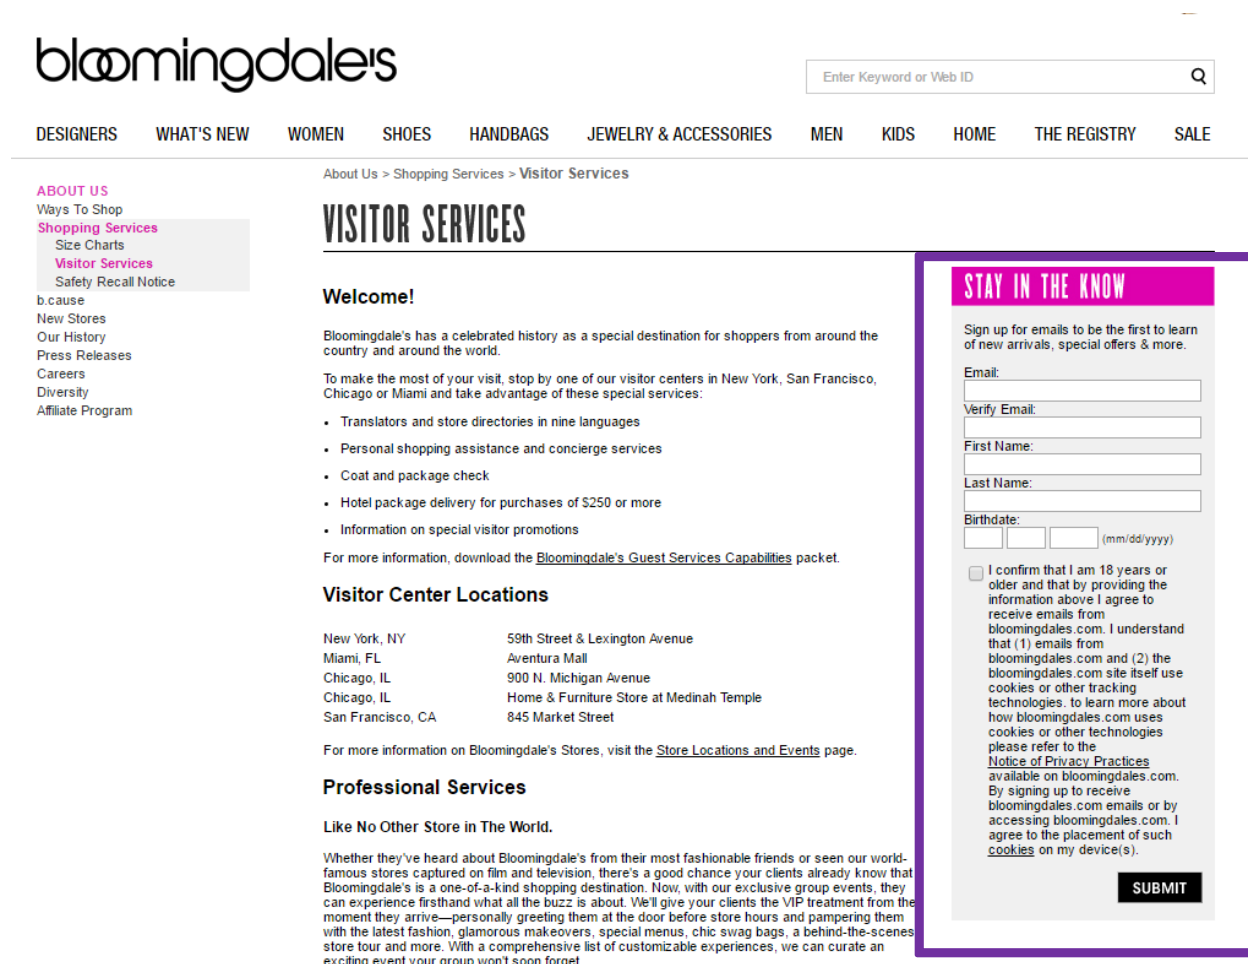 bloomingdale's
Enter Keyword or Web ID
DESIGNERS WHAT'S NEW WOMEN SHOES HANDBAGS JEWELRY & ACCESSORIES MEN KIDS HOME THE REGISTRY SALE
ABOUT US
Ways To Shop
Shopping Services
Size Charts
Visitor Services
Safety Recall Notice
b.cause
New Stores
Our History
Press Releases
Careers
Diversity
Affiliate Program
About Us > Shopping Services > Visitor Services
VISITOR SERVICES
Welcome!
Bloomingdale's has a celebrated history as a special destination for shoppers from around the
country and around the world.
To make the most of your visit, stop by one of our visitor centers in New York, San Francisco,
Chicago or Miami and take advantage of these special services:
• Translators and store directories in nine languages
• Personal shopping assistance and concierge services
• Coat and package check
• Hotel package delivery for purchases of $250 or more
• Information on special visitor promotions
For more information, download the Bloomingdale's Guest Services Capabilities packet.
Visitor Center Locations
New York, NY 59th Street & Lexington Avenue
Miami, FL Aventura Mall
Chicago, IL 900 N. Michigan Avenue
Chicago, IL Home & Furniture Store at Medinah Temple
San Francisco, CA 845 Market Street
For more information on Bloomingdale's Stores, visit the Store Locations and Events page.
Professional Services
Like No Other Store in The World.
Whether they've heard about Bloomingdale's from their most fashionable friends or seen our world-
famous stores captured on film and television, there's a good chance your clients already know that
Bloomingdale's is a one-of-a-kind shopping destination. Now, with our exclusive group events, they
can experience firsthand what all the buzz is about. We'll give your clients the VIP treatment from the
moment they arrive—personally greeting them at the door before store hours and pampering them
with the latest fashion, glamorous makeovers, special menus, chic swag bags, a behind-the-scenes
store tour and more. With a comprehensive list of customizable experiences, we can curate an
exciting event your group won't soon forget.
STAY IN THE KNOW
Sign up for emails to be the first to learn
of new arrivals, special offers & more.
Email:
Verify Email:
First Name:
Last Name:
Birthdate:
(mm/dd/yyyy)
I confirm that I am 18 years or
older and that by providing the
information above I agree to
receive emails from
bloomingdales.com. I understand
that (1) emails from
bloomingdales.com and (2) the
bloomingdales.com site itself use
cookies or other tracking
technologies. to learn more about
how bloomingdales.com uses
cookies or other technologies
please refer to the
Notice of Privacy Practices
available on bloomingdales.com.
By signing up to receive
bloomingdales.com emails or by
accessing bloomingdales.com. I
agree to the placement of such
cookies on my device(s).
SUBMIT